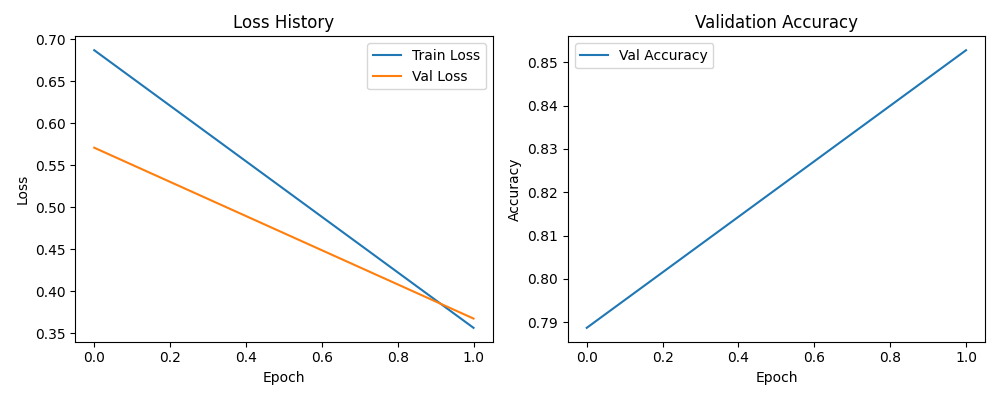 Loss History
0.70
0.65
0.60
0.55
0.50
0.45
0.40
0.35
Loss
0.0 0.2 0.4 0.6 0.8 1.0
Epoch
Train Loss
Val Loss
Validation Accuracy
0.85
0.84
0.83
0.82
0.81
0.80
0.79
Accuracy
0.0 0.2 0.4 0.6 0.8 1.0
Epoch
Val Accuracy